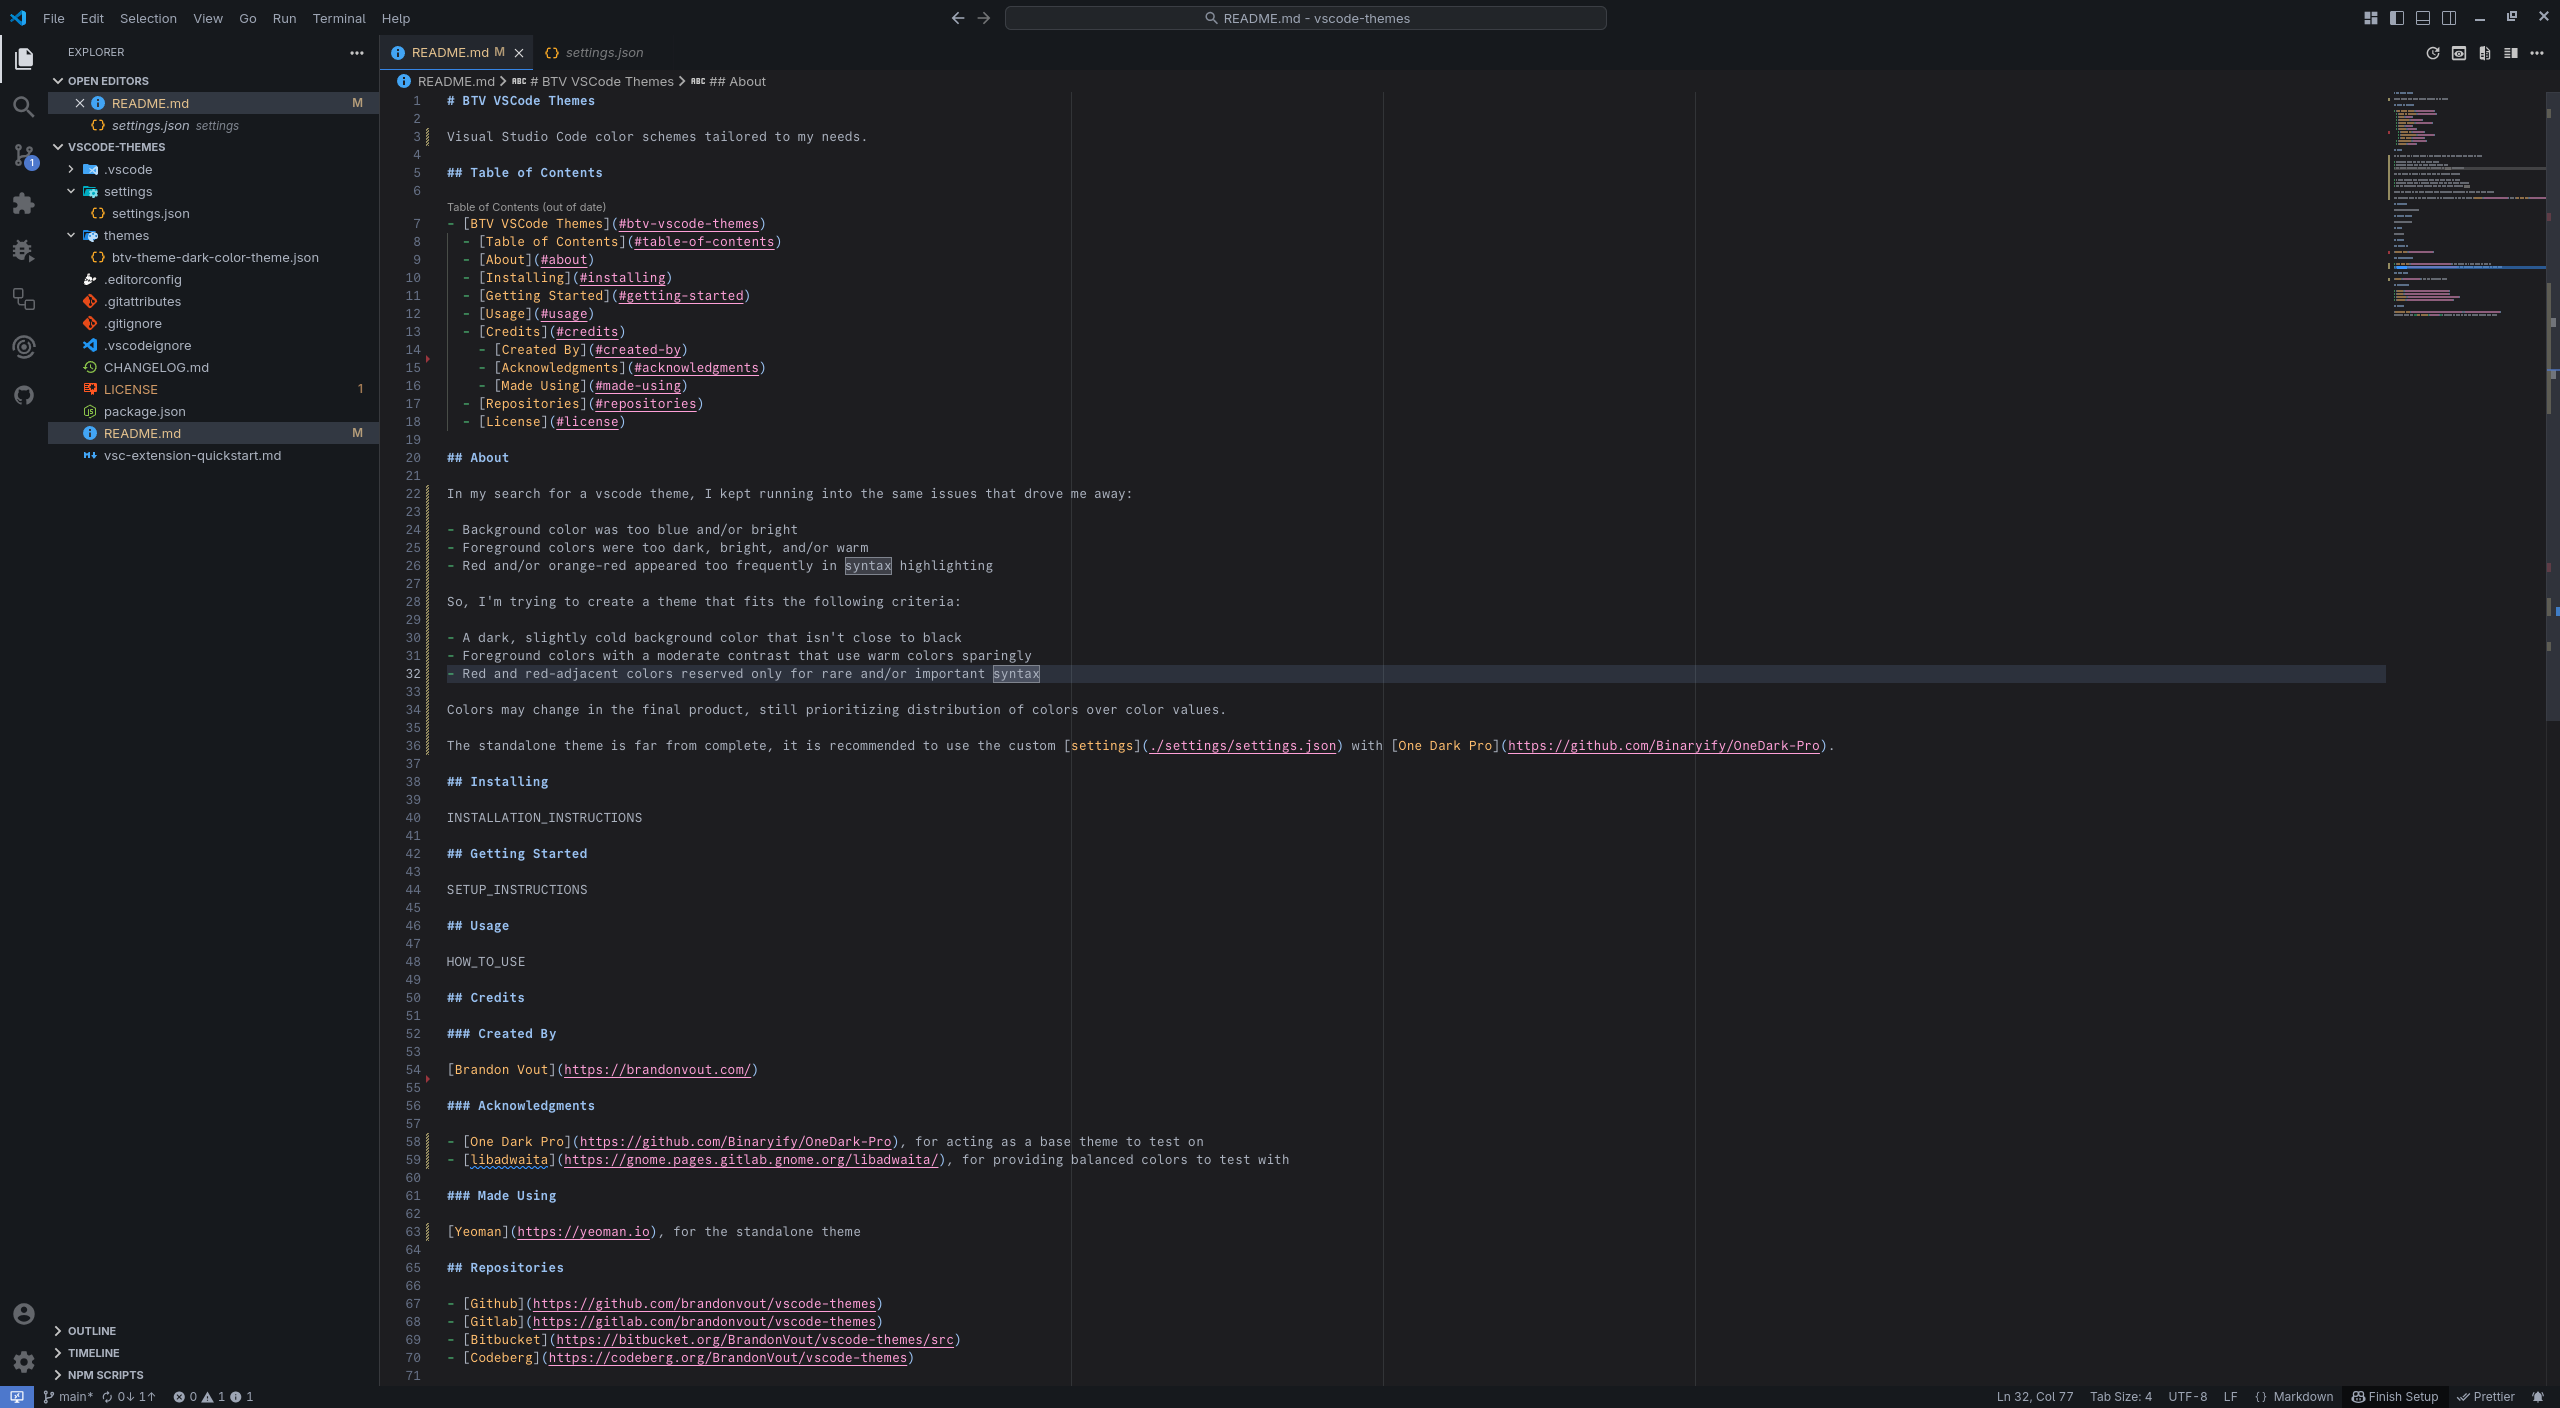 File Edit Selection View Go Run Terminal Help
README.md - vscode-themes
EXPLORER
OPEN EDITORS
README.md M
settings.json settings
VSCODE-THEMES
.vscode
settings
settings.json
themes
btv-theme-dark-color-theme.json
.editorconfig
.gitattributes
.gitignore
.vscodeignore
CHANGELOG.md
LICENSE 1
package.json
README.md M
vsc-extension-quickstart.md
OUTLINE
TIMELINE
NPM SCRIPTS
1
README.md M settings.json
README.md > # BTV VSCode Themes > ## About
1 # BTV VSCode Themes
2
3 Visual Studio Code color schemes tailored to my needs.
4
5 ## Table of Contents
6
Table of Contents (out of date)
7 - [BTV VSCode Themes](#btv-vscode-themes)
8 - [Table of Contents](#table-of-contents)
9 - [About](#about)
10 - [Installing](#installing)
11 - [Getting Started](#getting-started)
12 - [Usage](#usage)
13 - [Credits](#credits)
14 - [Created By](#created-by)
15 - [Acknowledgments](#acknowledgments)
16 - [Made Using](#made-using)
17 - [Repositories](#repositories)
18 - [License](#license)
19
20 ## About
21
22 In my search for a vscode theme, I kept running into the same issues that drove me away:
23
24 - Background color was too blue and/or bright
25 - Foreground colors were too dark, bright, and/or warm
26 - Red and/or orange-red appeared too frequently in syntax highlighting
27
28 So, I'm trying to create a theme that fits the following criteria:
29
30 - A dark, slightly cold background color that isn't close to black
31 - Foreground colors with a moderate contrast that use warm colors sparingly
32 - Red and red-adjacent colors reserved only for rare and/or important syntax
33
34 Colors may change in the final product, still prioritizing distribution of colors over color values.
35
36 The standalone theme is far from complete, it is recommended to use the custom [settings](./settings/settings.json) with [One Dark Pro](https://github.com/Binaryify/OneDark-Pro).
37
38 ## Installing
39
40 INSTALLATION_INSTRUCTIONS
41
42 ## Getting Started
43
44 SETUP_INSTRUCTIONS
45
46 ## Usage
47
48 HOW_TO_USE
49
50 ## Credits
51
52 ### Created By
53
54 [Brandon Vout](https://brandonvout.com/)
55
56 ### Acknowledgments
57
58 - [One Dark Pro](https://github.com/Binaryify/OneDark-Pro), for acting as a base theme to test on
59 - [libadwaita](https://gnome.pages.gitlab.gnome.org/libadwaita/), for providing balanced colors to test with
60
61 ### Made Using
62
63 [Yeoman](https://yeoman.io), for the standalone theme
64
65 ## Repositories
66
67 - [Github](https://github.com/brandonvout/vscode-themes)
68 - [Gitlab](https://gitlab.com/brandonvout/vscode-themes)
69 - [Bitbucket](https://bitbucket.org/BrandonVout/vscode-themes/src)
70 - [Codeberg](https://codeberg.org/BrandonVout/vscode-themes)
71
main* 0↓ 1↑ 0 1 1
Ln 32, Col 77 Tab Size: 4 UTF-8 LF {} Markdown Finish Setup Prettier